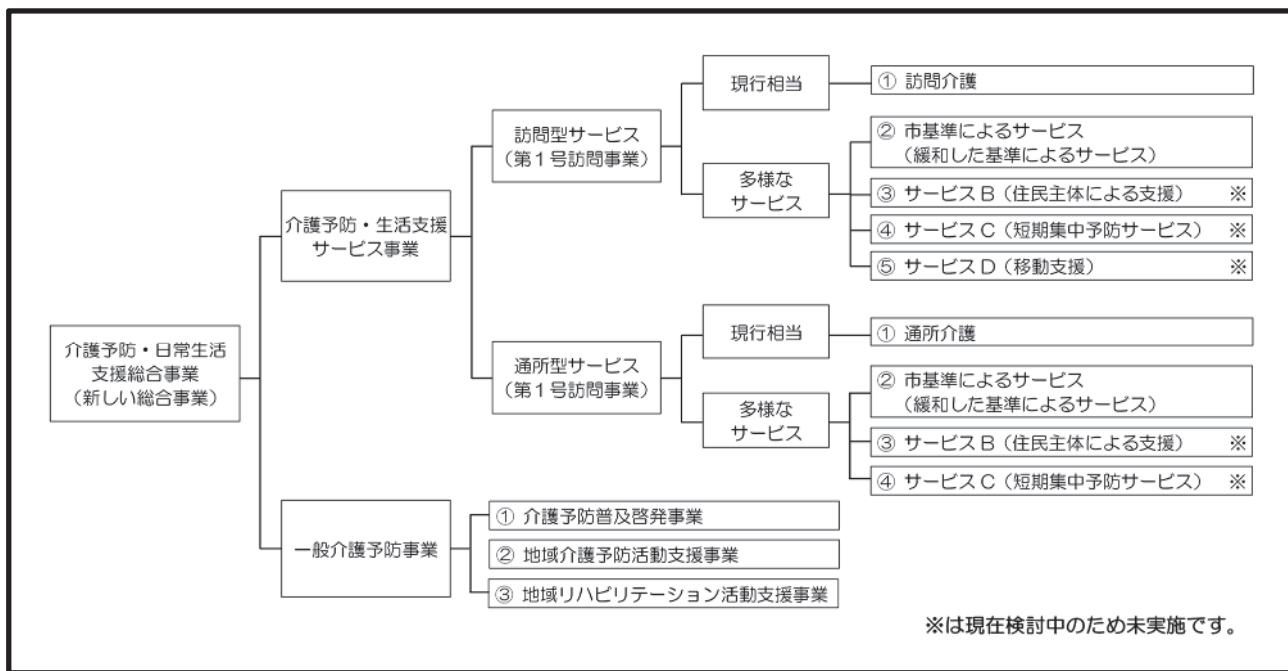 介護予防・日常生活
支援総合事業
（新しい総合事業）
介護予防・生活支援
サービス事業
訪問型サービス
（第1号訪問事業）
現行相当
① 訪問介護
多様な
サービス
② 市基準によるサービス
（緩和した基準によるサービス）
③ サービスB（住民主体による支援） ※
④ サービスC（短期集中予防サービス） ※
⑤ サービスD（移動支援） ※
通所型サービス
（第1号訪問事業）
現行相当
① 通所介護
多様な
サービス
② 市基準によるサービス
（緩和した基準によるサービス）
③ サービスB（住民主体による支援） ※
④ サービスC（短期集中予防サービス） ※
一般介護予防事業
① 介護予防普及啓発事業
② 地域介護予防活動支援事業
③ 地域リハビリテーション活動支援事業
※は現在検討中のため未実施です。